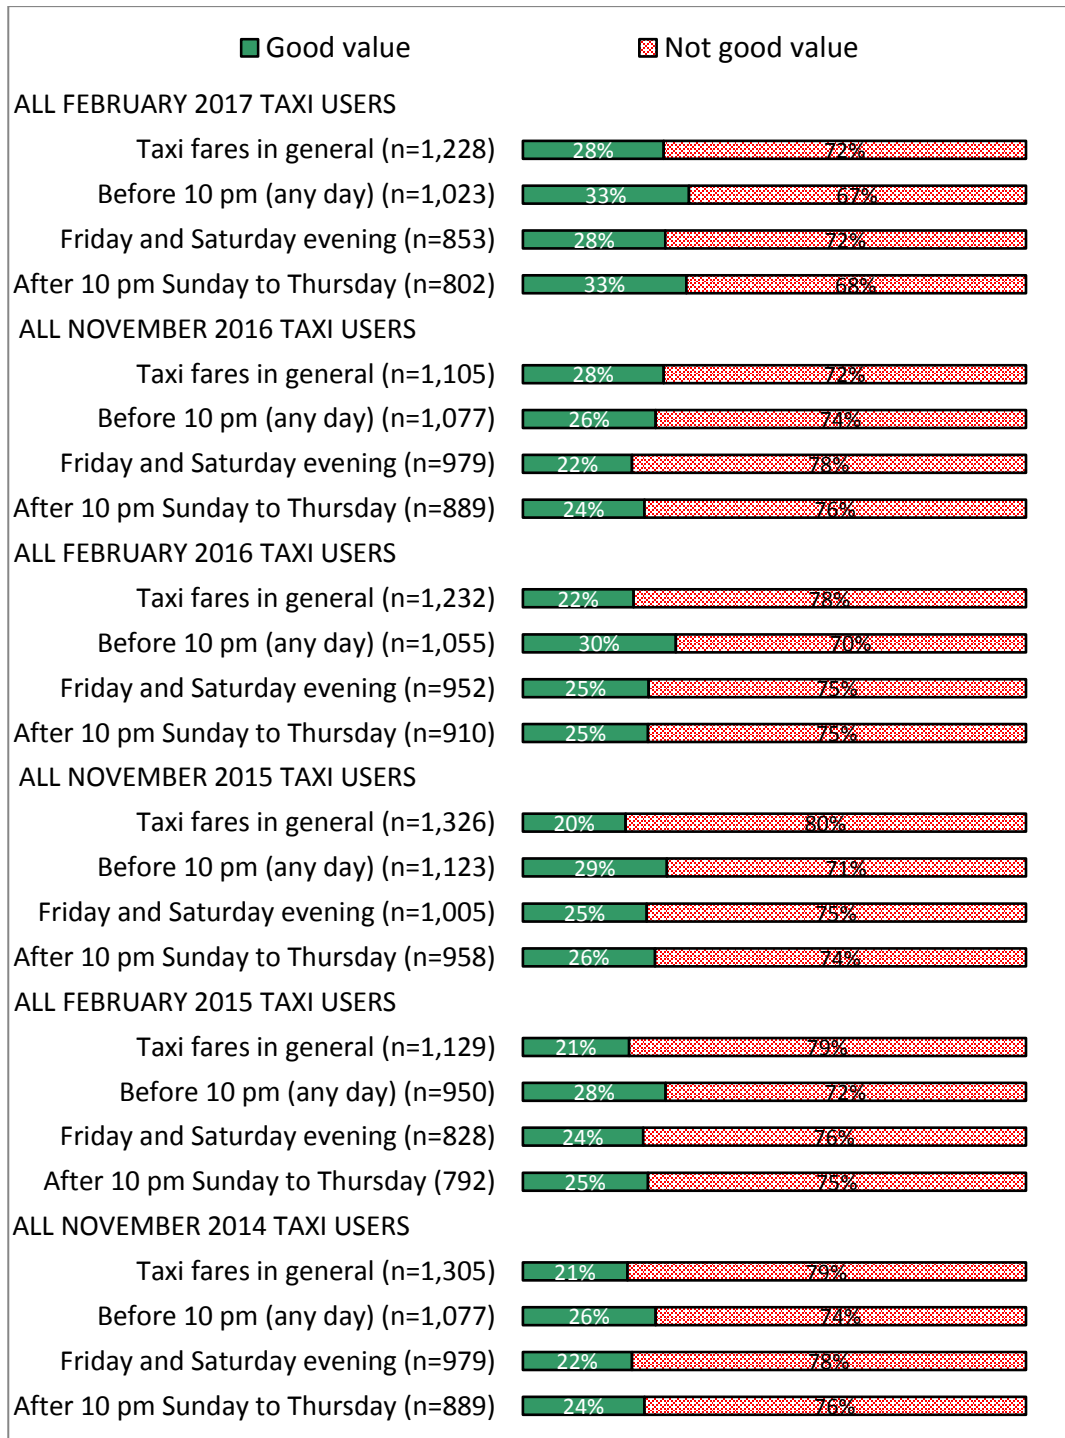 Good value Not good value
ALL FEBRUARY 2017 TAXI USERS
Taxi fares in general (n=1,228) 28% 72%
Before 10 pm (any day) (n=1,023) 33% 67%
Friday and Saturday evening (n=853) 28% 72%
After 10 pm Sunday to Thursday (n=802) 33% 68%
ALL NOVEMBER 2016 TAXI USERS
Taxi fares in general (n=1,105) 28% 72%
Before 10 pm (any day) (n=1,077) 26% 74%
Friday and Saturday evening (n=979) 22% 78%
After 10 pm Sunday to Thursday (n=889) 24% 76%
ALL FEBRUARY 2016 TAXI USERS
Taxi fares in general (n=1,232) 22% 78%
Before 10 pm (any day) (n=1,055) 30% 70%
Friday and Saturday evening (n=952) 25% 75%
After 10 pm Sunday to Thursday (n=910) 25% 75%
ALL NOVEMBER 2015 TAXI USERS
Taxi fares in general (n=1,326) 20% 80%
Before 10 pm (any day) (n=1,123) 29% 71%
Friday and Saturday evening (n=1,005) 25% 75%
After 10 pm Sunday to Thursday (n=958) 26% 74%
ALL FEBRUARY 2015 TAXI USERS
Taxi fares in general (n=1,129) 21% 79%
Before 10 pm (any day) (n=950) 28% 72%
Friday and Saturday evening (n=828) 24% 76%
After 10 pm Sunday to Thursday (792) 25% 75%
ALL NOVEMBER 2014 TAXI USERS
Taxi fares in general (n=1,305) 21% 79%
Before 10 pm (any day) (n=1,077) 26% 74%
Friday and Saturday evening (n=979) 22% 78%
After 10 pm Sunday to Thursday (n=889) 24% 76%